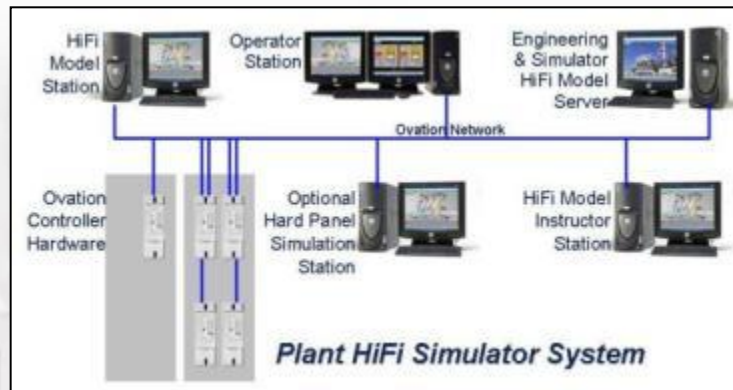 HiFi
Model
Station
Operator
Station
Engineering
& Simulator
HiFi Model
Server
Ovation Network
Ovation
Controller
Hardware
Optional
Hard Panel
Simulation
Station
HiFi Model
Instructor
Station
Plant HiFi Simulator System